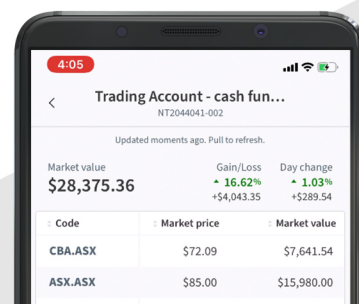 4:05
Trading Account - cash fun...
NT2044041-002
Updated moments ago. Pull to refresh.
Market value Gain/Loss Day change
$28,375.36 16.62% 1.03%
+$4,043.35 +$289.54
Code Market price Market value
CBA.ASX $72.09 $7,641.54
ASX.ASX $85.00 $15,980.00